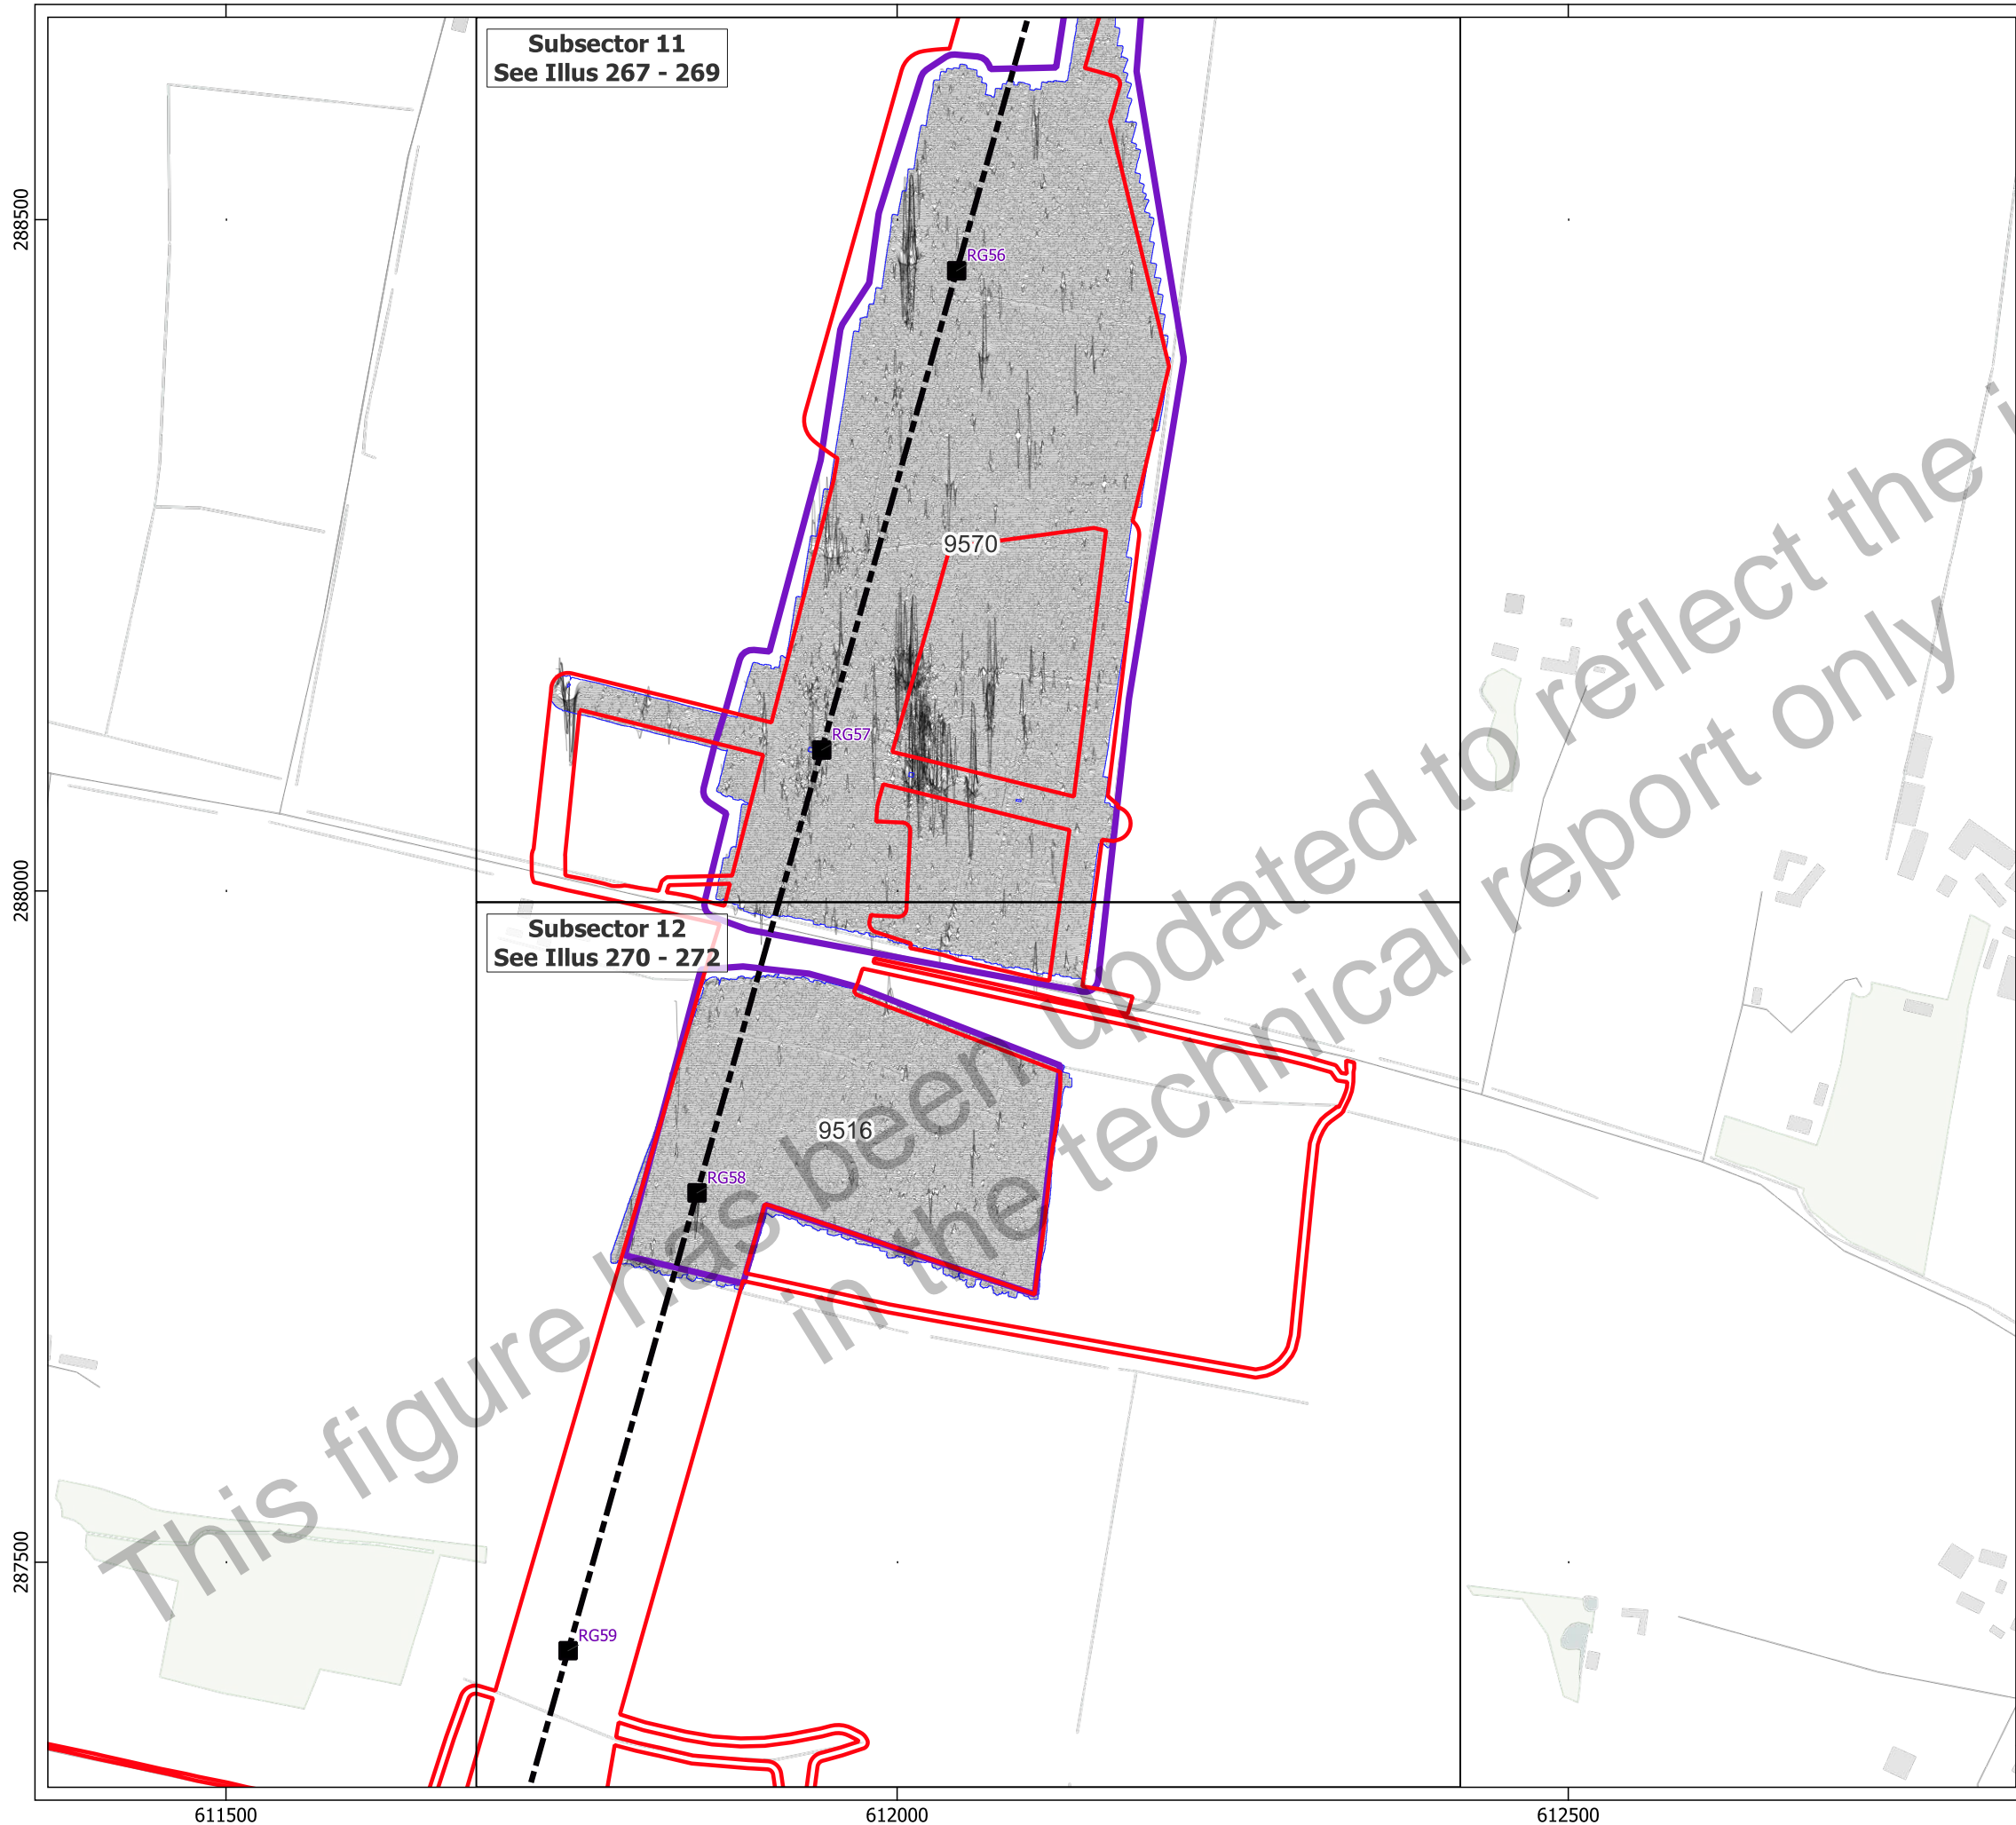 Subsector 11
See Illus 267 - 269
288500
RG56
9570
RG57
288000
Subsector 12
See Illus 270 - 272
9516
RG58
287500
RG59
611500
612000
612500
This figure has been updated to reflect the
in the technical report only